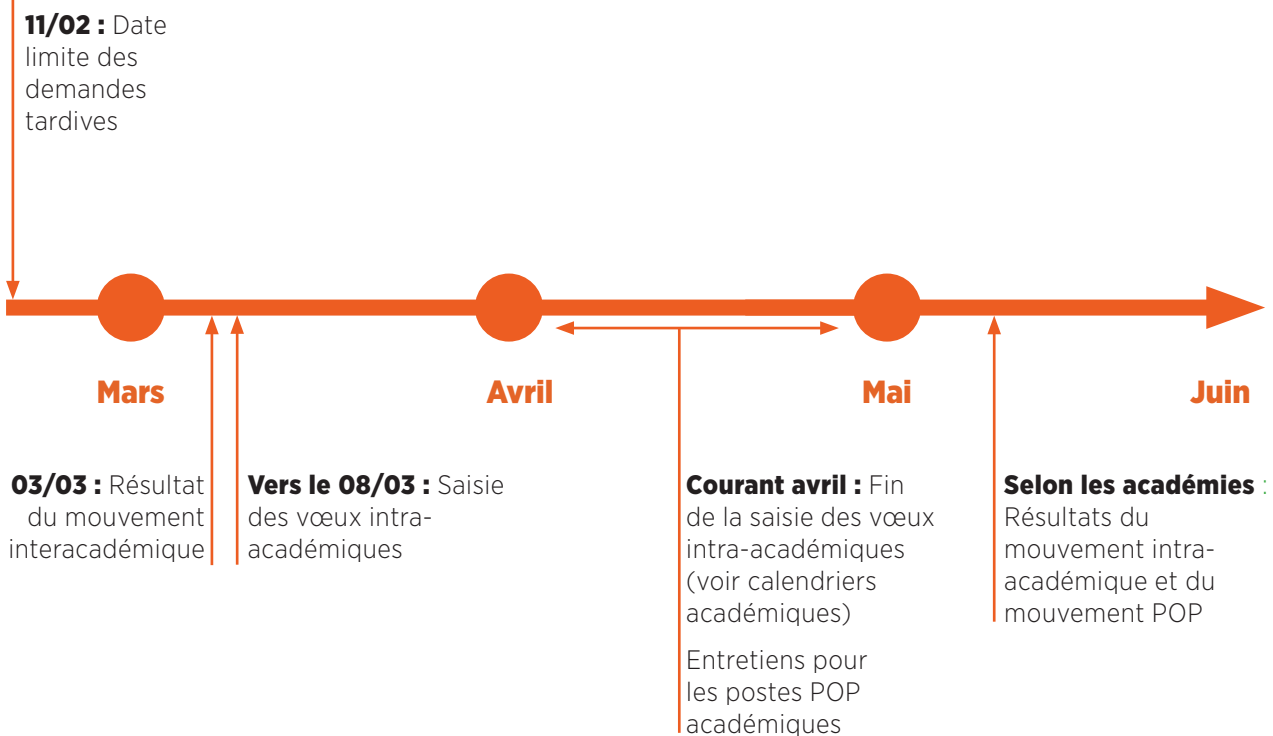 11/02 : Date
limite des
demandes
tardives
Mars
Avril
Mai
Juin
03/03 : Résultat
du mouvement
interacadémique
Vers le 08/03 : Saisie
des vœux intra-
académiques
Courant avril : Fin
de la saisie des vœux
intra-académiques
(voir calendriers
académiques)
Entretiens pour
les postes POP
académiques
Selon les académies :
Résultats du
mouvement intra-
académique et du
mouvement POP